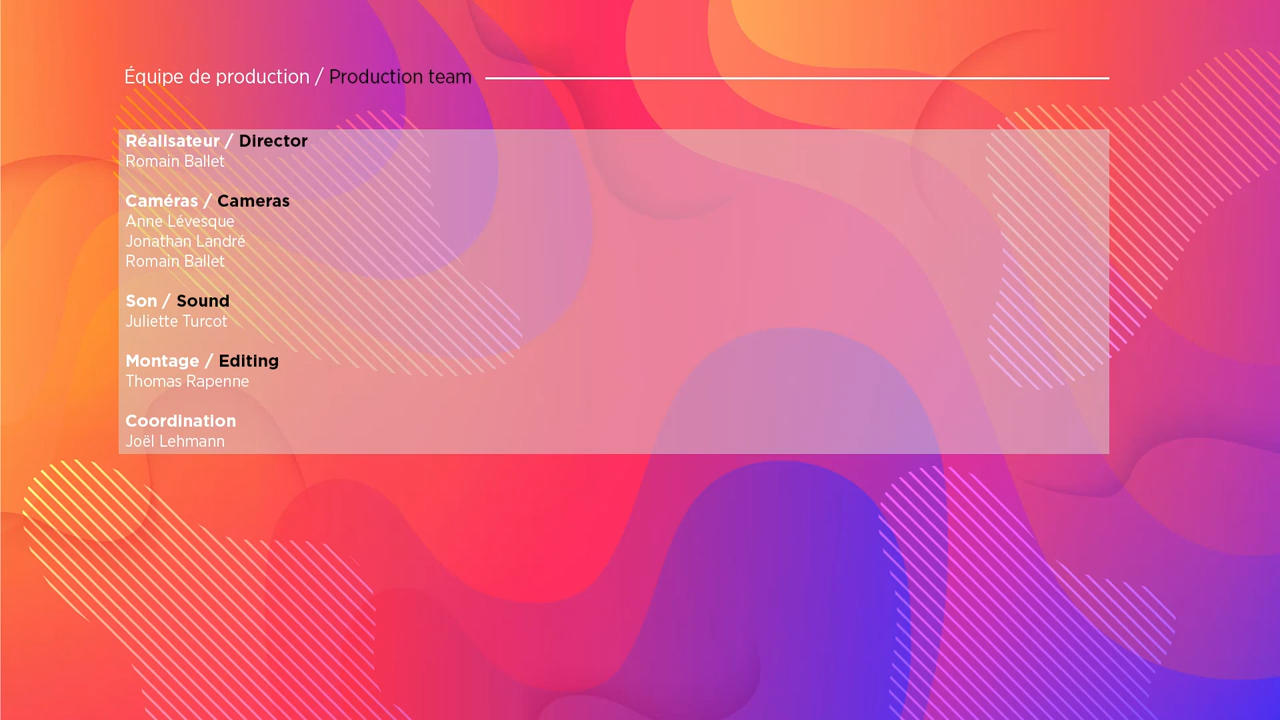 Équipe de production / Production team
Réalisateur / Director
Romain Ballet
Caméras / Cameras
Anne Lévesque
Jonathan Landré
Romain Ballet
Son / Sound
Juliette Turcot
Montage / Editing
Thomas Rapenne
Coordination
Joël Lehmann